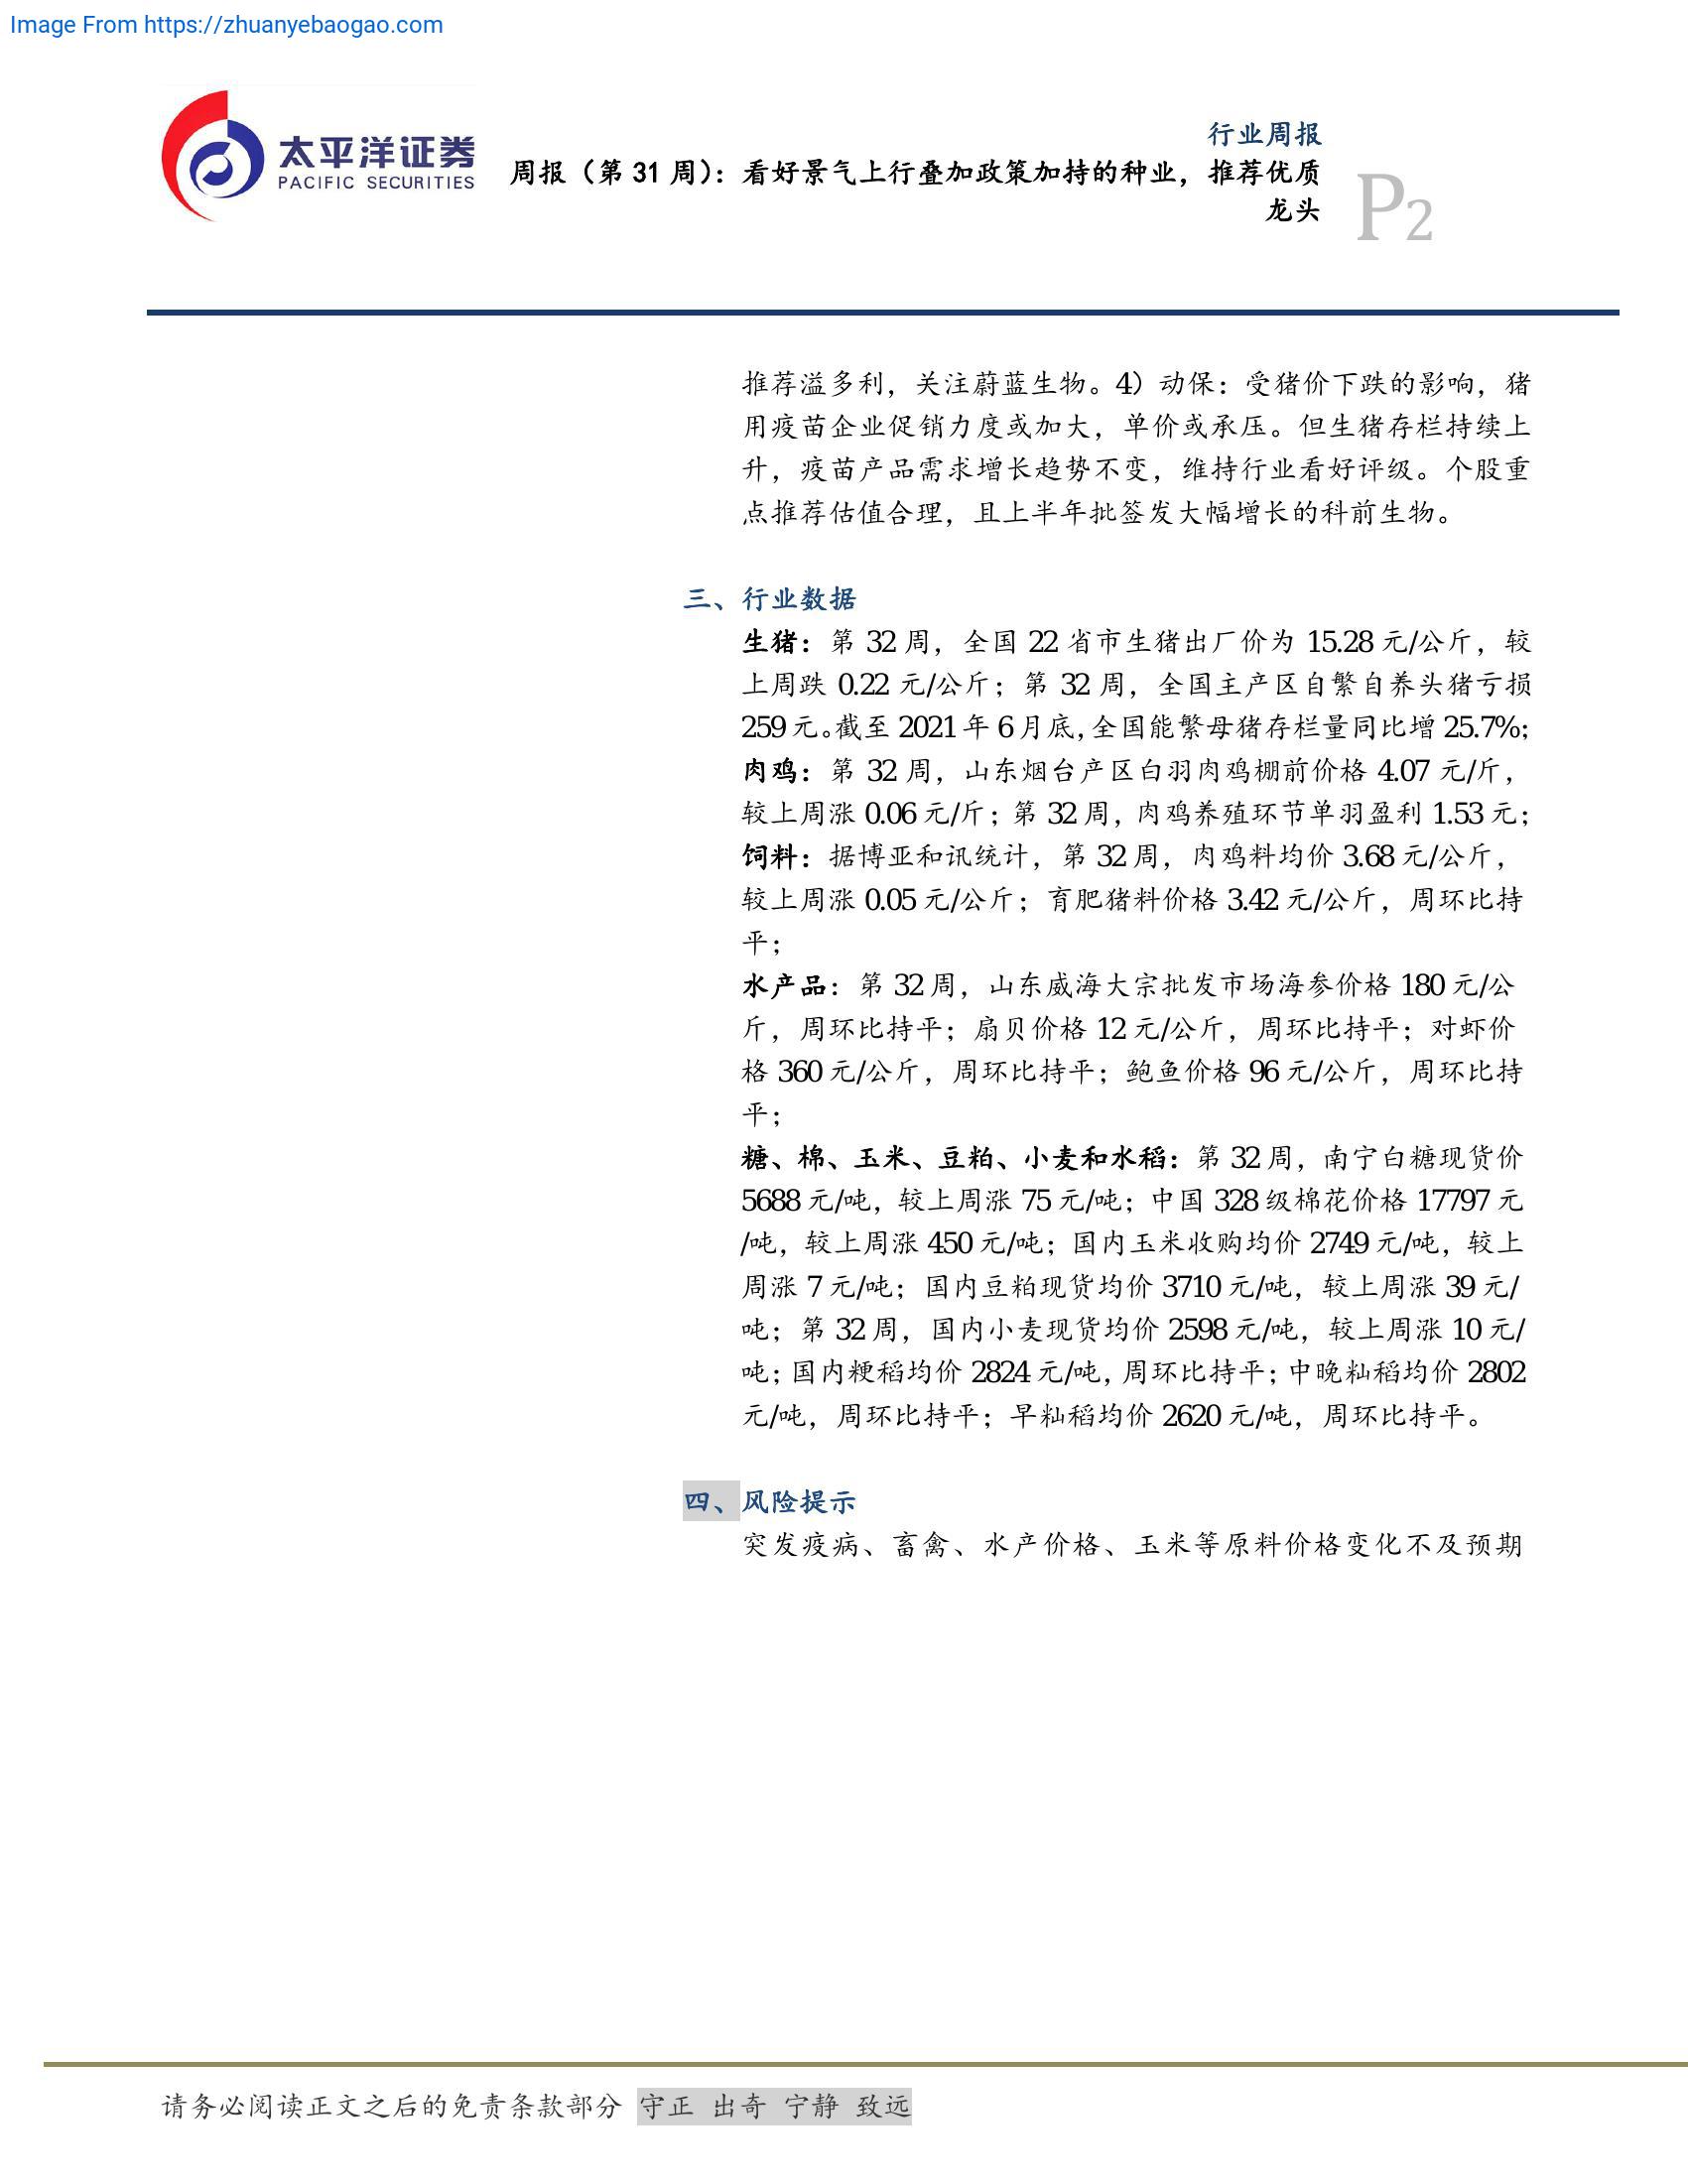 Image From https://zhuanyebaogao.com
太平洋证券
PACIFIC SECURITIES
行业周报
周报（第 31 周）：看好景气上行叠加政策加持的种业，推荐优质
龙头
P2
推荐溢多利，关注蔚蓝生物。4）动保：受猪价下跌的影响，猪
用疫苗企业促销力度或加大，单价或承压。但生猪存栏持续上
升，疫苗产品需求增长趋势不变，维持行业看好评级。个股重
点推荐估值合理，且上半年批签发大幅增长的科前生物。
三、行业数据
生猪：第 32 周，全国 22 省市生猪出厂价为 15.28 元/公斤，较
上周跌 0.22 元/公斤；第 32 周，全国主产区自繁自养头猪亏损
259 元。截至 2021 年 6 月底，全国能繁母猪存栏量同比增 25.7%；
肉鸡：第 32 周，山东烟台产区白羽肉鸡棚前价格 4.07 元/斤，
较上周涨 0.06 元/斤；第 32 周，肉鸡养殖环节单羽盈利 1.53 元；
饲料：据博亚和讯统计，第 32 周，肉鸡料均价 3.68 元/公斤，
较上周涨 0.05 元/公斤；育肥猪料价格 3.42 元/公斤，周环比持
平；
水产品：第 32 周，山东威海大宗批发市场海参价格 180 元/公
斤，周环比持平；扇贝价格 12 元/公斤，周环比持平；对虾价
格 360 元/公斤，周环比持平；鲍鱼价格 96 元/公斤，周环比持
平；
糖、棉、玉米、豆粕、小麦和水稻：第 32 周，南宁白糖现货价
5688 元/吨，较上周涨 75 元/吨；中国 328 级棉花价格 17797 元
/吨，较上周涨 450 元/吨；国内玉米收购均价 2749 元/吨，较上
周涨 7 元/吨；国内豆粕现货均价 3710 元/吨，较上周涨 39 元/
吨；第 32 周，国内小麦现货均价 2598 元/吨，较上周涨 10 元/
吨；国内粳稻均价 2824 元/吨，周环比持平；中晚籼稻均价 2802
元/吨，周环比持平；早籼稻均价 2620 元/吨，周环比持平。
四、风险提示
突发疫病、畜禽、水产价格、玉米等原料价格变化不及预期
请务必阅读正文之后的免责条款部分 守正 出奇 宁静 致远